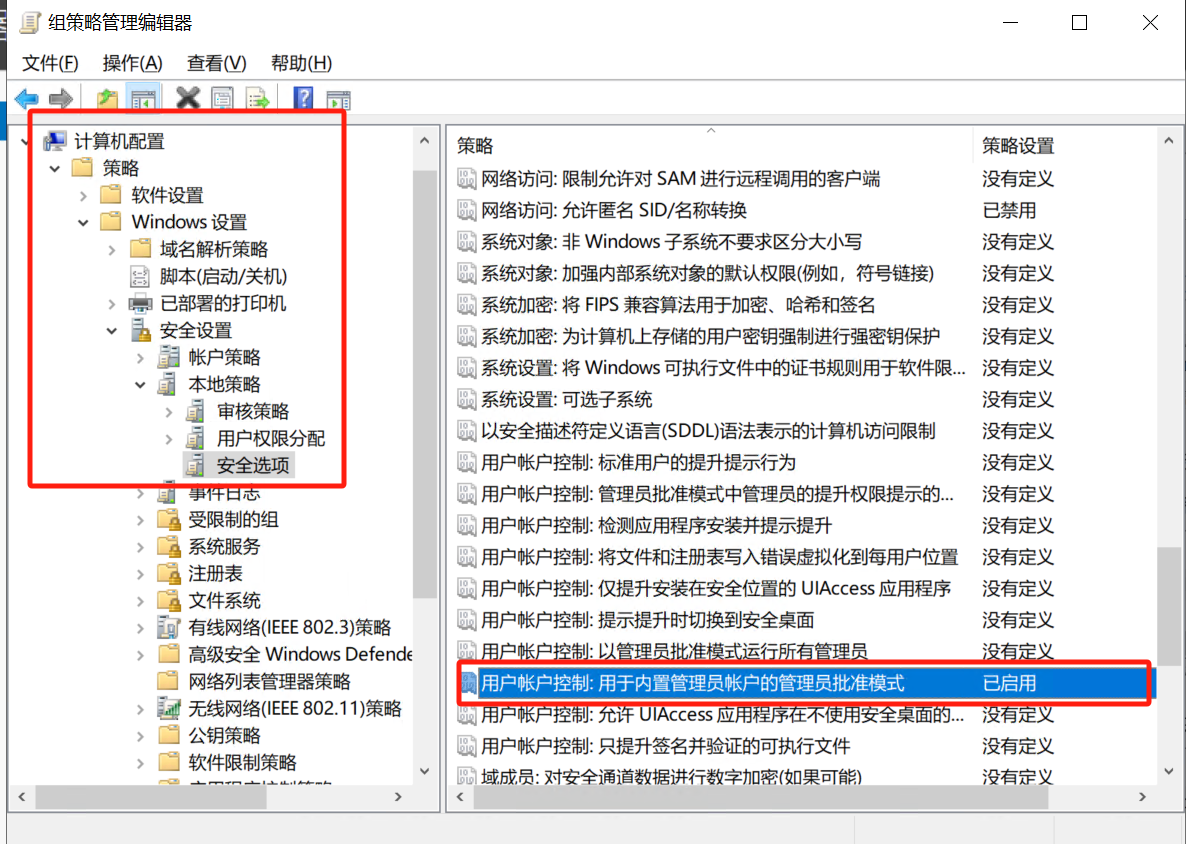 组策略管理编辑器
文件(F) 操作(A) 查看(V) 帮助(H)
计算机配置
策略
软件设置
Windows 设置
域名解析策略
脚本(启动/关机)
已部署的打印机
安全设置
帐户策略
本地策略
审核策略
用户权限分配
安全选项
事件日志
受限制的组
系统服务
注册表
文件系统
有线网络(IEEE 802.3)策略
高级安全 Windows Defende
网络列表管理器策略
无线网络(IEEE 802.11)策略
公钥策略
软件限制策略
应用程序控制策略
策略 策略设置
网络访问: 限制允许对 SAM 进行远程调用的客户端 没有定义
网络访问: 允许匿名 SID/名称转换 已禁用
系统对象: 非 Windows 子系统不要求区分大小写 没有定义
系统对象: 加强内部系统对象的默认权限(例如，符号链接) 没有定义
系统加密: 将 FIPS 兼容算法用于加密、哈希和签名 没有定义
系统加密: 为计算机上存储的用户密钥强制进行强密钥保护 没有定义
系统设置: 将 Windows 可执行文件中的证书规则用于软件限... 没有定义
系统设置: 可选子系统 没有定义
以安全描述符定义语言(SDDL)语法表示的计算机访问限制 没有定义
用户帐户控制: 标准用户的提升提示行为 没有定义
用户帐户控制: 管理员批准模式中管理员的提升权限提示的... 没有定义
用户帐户控制: 检测应用程序安装并提示提升 没有定义
用户帐户控制: 将文件和注册表写入错误虚拟化到每用户位置 没有定义
用户帐户控制: 仅提升安装在安全位置的 UIAccess 应用程序 没有定义
用户帐户控制: 提示提升时切换到安全桌面 没有定义
用户帐户控制: 以管理员批准模式运行所有管理员 没有定义
用户帐户控制: 用于内置管理员帐户的管理员批准模式 已启用
用户帐户控制: 允许 UIAccess 应用程序在不使用安全桌面的... 没有定义
用户帐户控制: 只提升签名并验证的可执行文件 没有定义
域成员: 对安全通道数据进行数字加密(如果可能) 没有定义